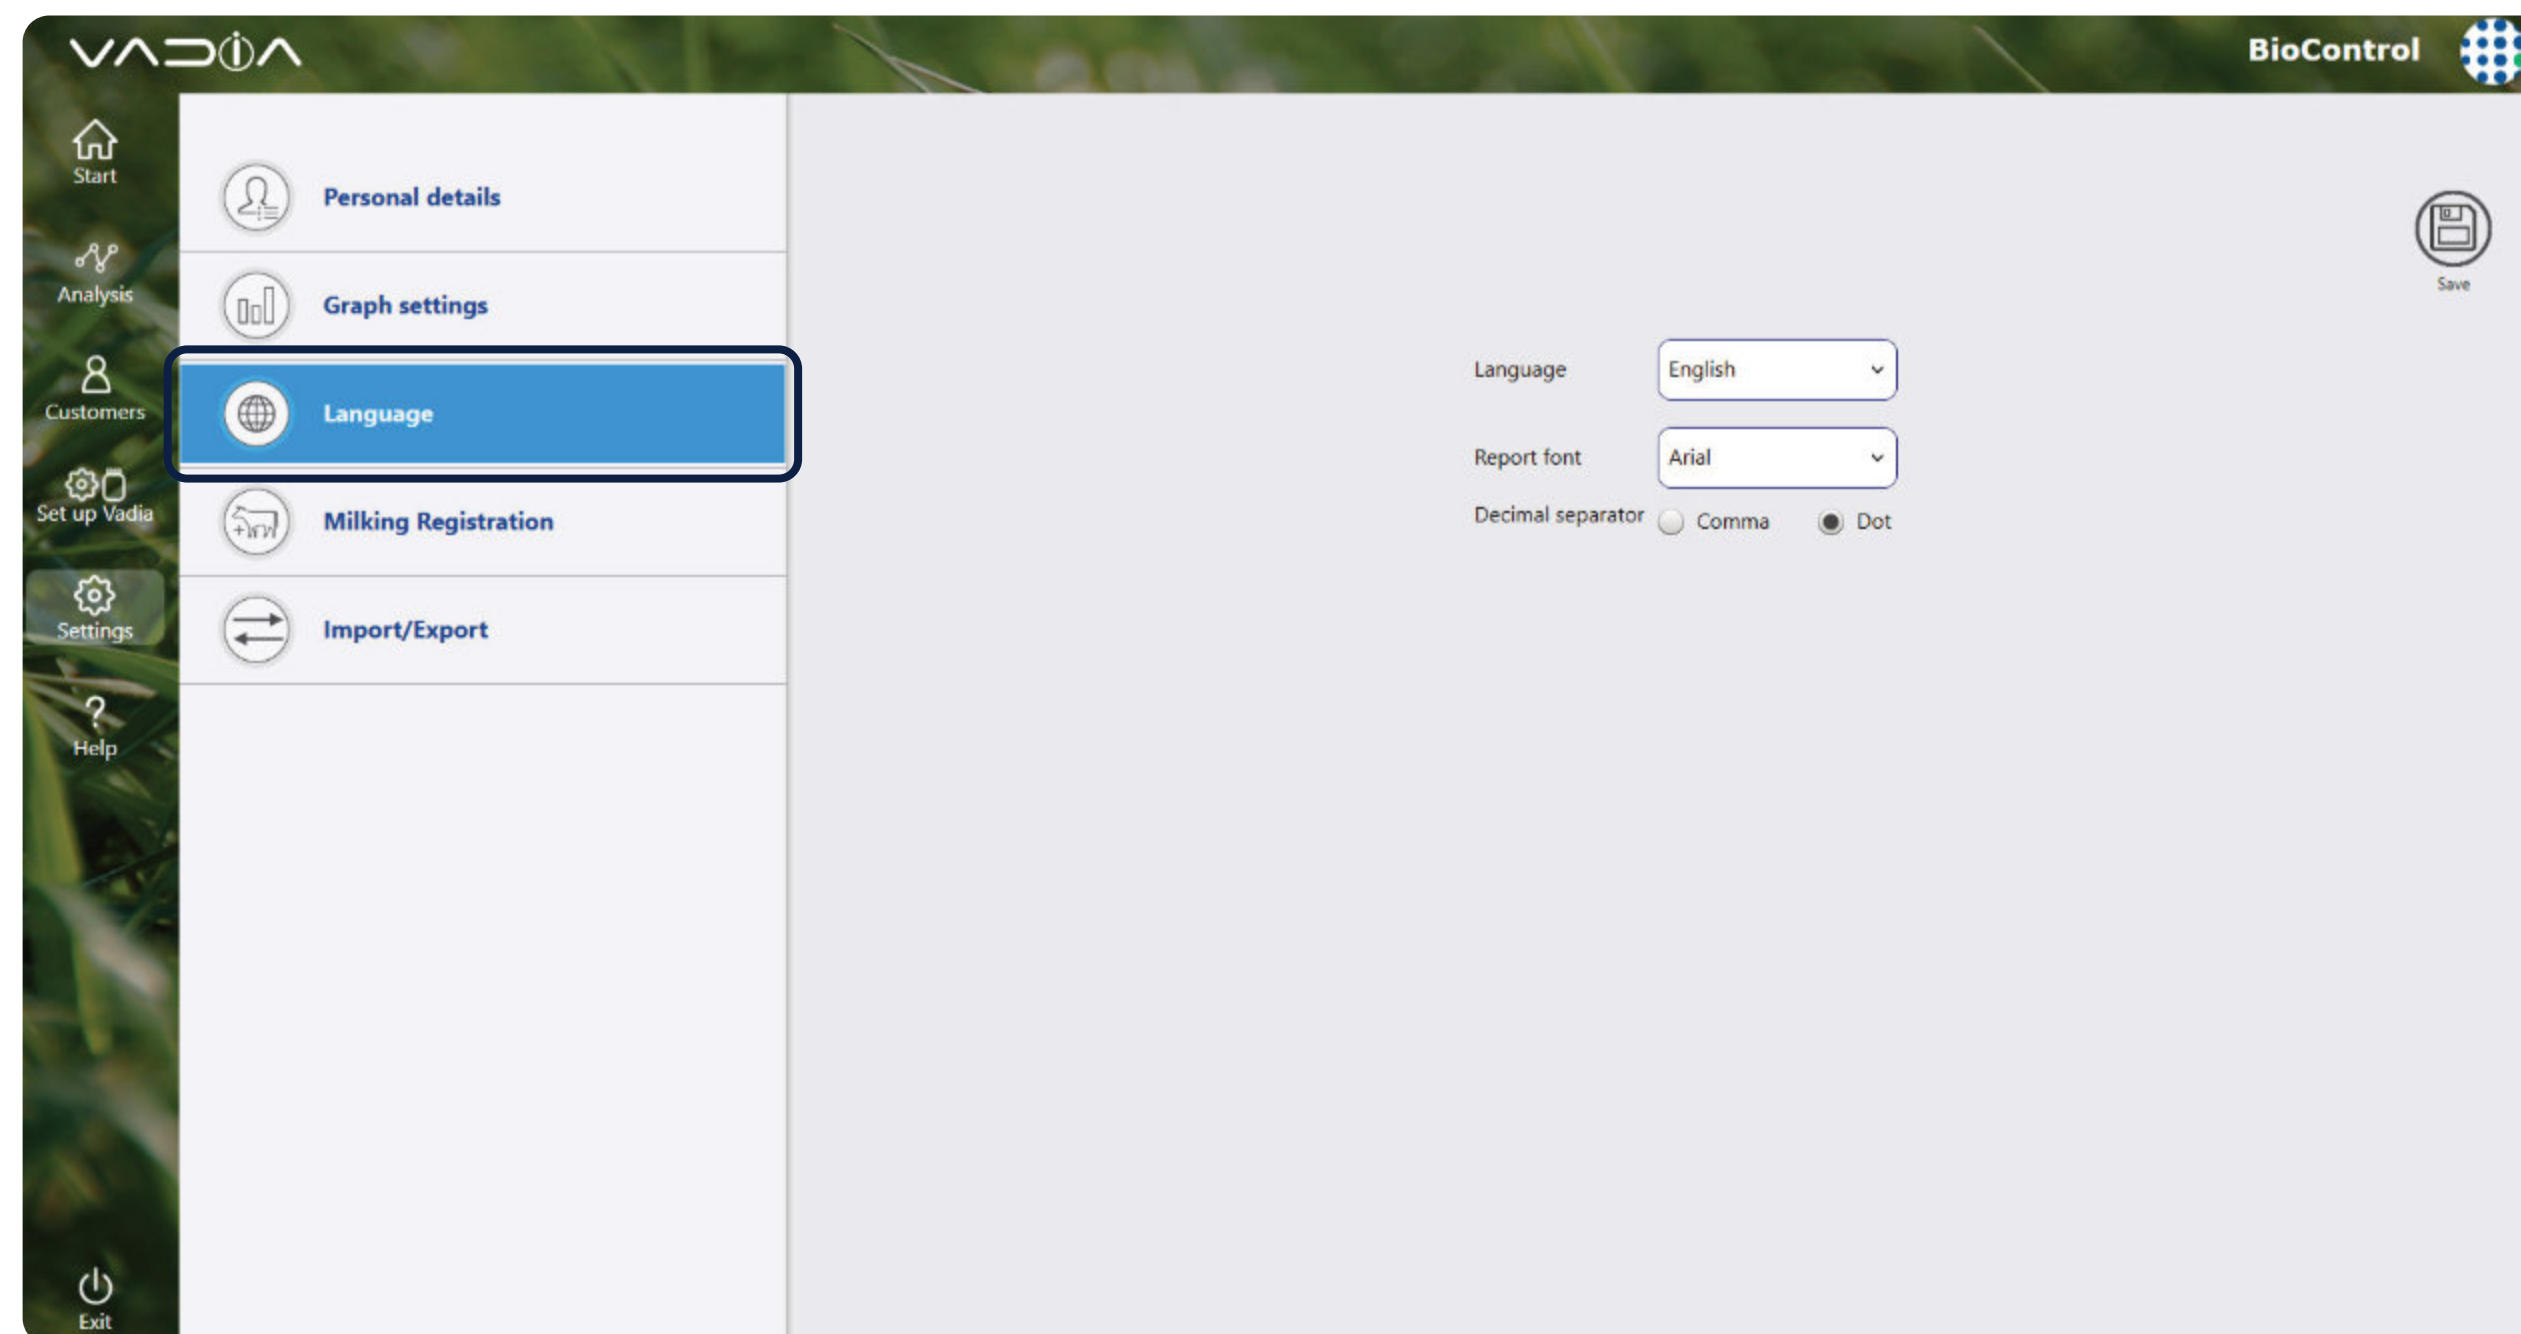 VADIA
BioControl
Start
Analysis
Customers
Set up Vadia
Settings
Help
Exit
Personal details
Graph settings
Language
Milking Registration
Import/Export
Save
Language English
Report font Arial
Decimal separator Comma Dot